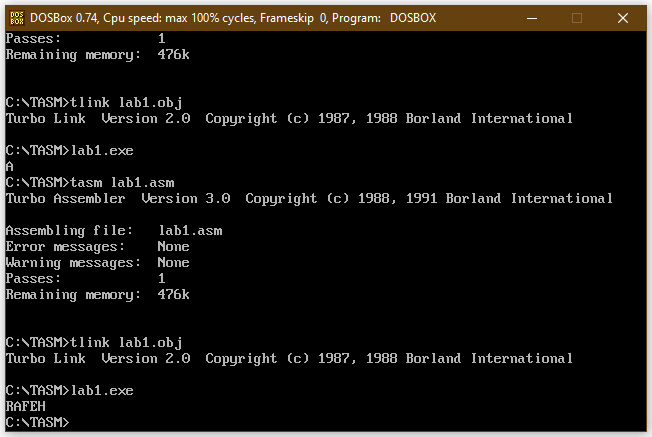 DOSBox 0.74, Cpu speed: max 100% cycles, Frameskip 0, Program: DOSBOX
Passes: 1
Remaining memory: 476k
C:\TASM>tlink lab1.obj
Turbo Link Version 2.0 Copyright (c) 1987, 1988 Borland International
C:\TASM>lab1.exe
A
C:\TASM>tasm lab1.asm
Turbo Assembler Version 3.0 Copyright (c) 1988, 1991 Borland International
Assembling file: lab1.asm
Error messages: None
Warning messages: None
Passes: 1
Remaining memory: 476k
C:\TASM>tlink lab1.obj
Turbo Link Version 2.0 Copyright (c) 1987, 1988 Borland International
C:\TASM>lab1.exe
RAFEH
C:\TASM>